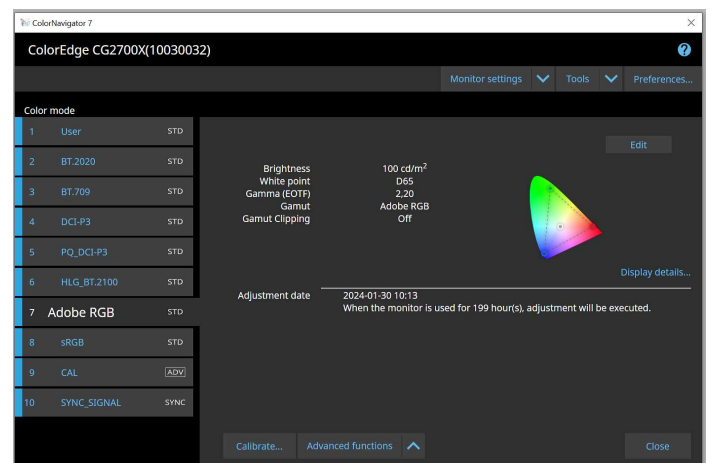 ColorNavigator 7
ColorEdge CG2700X(10030032)
Monitor settings Tools Preferences...
Color mode
1 User STD
2 BT.2020 STD
3 BT.709 STD
4 DCI-P3 STD
5 PQ_DCI-P3 STD
6 HLG_BT.2100 STD
7 Adobe RGB STD
8 sRGB STD
9 CAL ADV
10 SYNC_SIGNAL SYNC
Edit
Brightness 100 cd/m²
White point D65
Gamma (EOTF) 2,20
Gamut Adobe RGB
Gamut Clipping Off
Display details...
Adjustment date 2024-01-30 10:13
When the monitor is used for 199 hour(s), adjustment will be executed.
Calibrate... Advanced functions Close